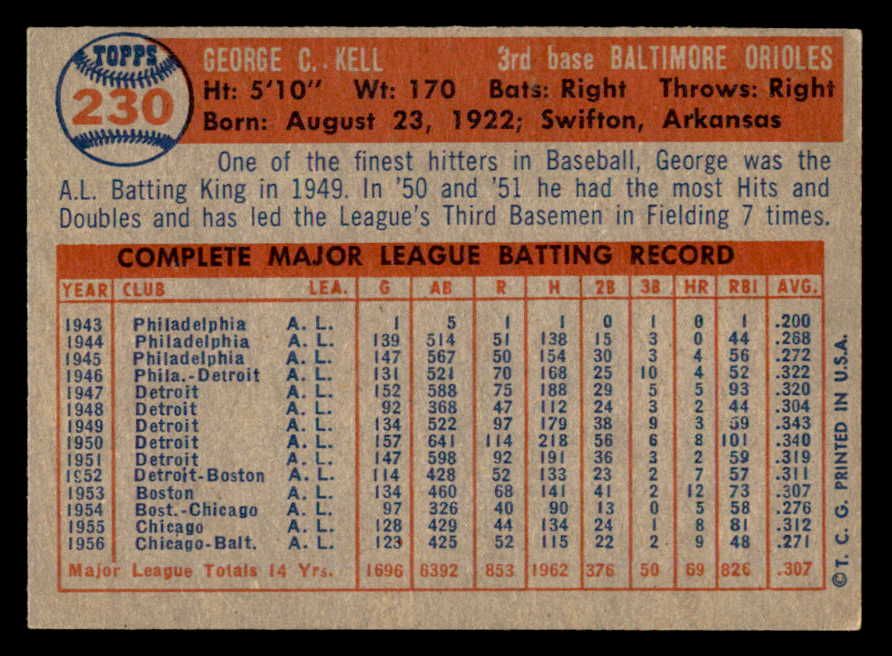 TOPPS
230
GEORGE C. KELL 3rd base BALTIMORE ORIOLES
Ht: 5'10" Wt: 170 Bats: Right Throws: Right
Born: August 23, 1922; Swifton, Arkansas
One of the finest hitters in Baseball, George was the
A.L. Batting King in 1949. In '50 and '51 he had the most Hits and
Doubles and has led the League's Third Basemen in Fielding 7 times.
COMPLETE MAJOR LEAGUE BATTING RECORD
YEAR CLUB LEA. G AB R H 2B 3B HR RBI AVG.
1943 Philadelphia A. L. 1 5 1 1 0 1 0 1 .200
1944 Philadelphia A. L. 139 514 51 138 15 3 0 44 .268
1945 Philadelphia A. L. 147 567 50 154 30 3 4 56 .272
1946 Phila.-Detroit A. L. 131 521 70 168 25 10 4 52 .322
1947 Detroit A. L. 152 588 75 188 29 5 5 93 .320
1948 Detroit A. L. 92 368 47 112 24 3 2 44 .304
1949 Detroit A. L. 134 522 97 179 38 9 3 59 .343
1950 Detroit A. L. 157 641 114 218 56 6 8 101 .340
1951 Detroit A. L. 147 598 92 191 36 3 2 59 .319
1952 Detroit-Boston A. L. 114 428 52 133 23 2 7 57 .311
1953 Boston A. L. 134 460 68 141 41 2 12 73 .307
1954 Bost.-Chicago A. L. 97 326 40 90 13 0 5 58 .276
1955 Chicago A. L. 128 429 44 134 24 1 8 81 .312
1956 Chicago-Balt. A. L. 123 425 52 115 22 2 9 48 .271
Major League Totals 14 Yrs. 1696 6392 853 1962 376 50 69 826 .307
© T. C. G. PRINTED IN U.S.A.